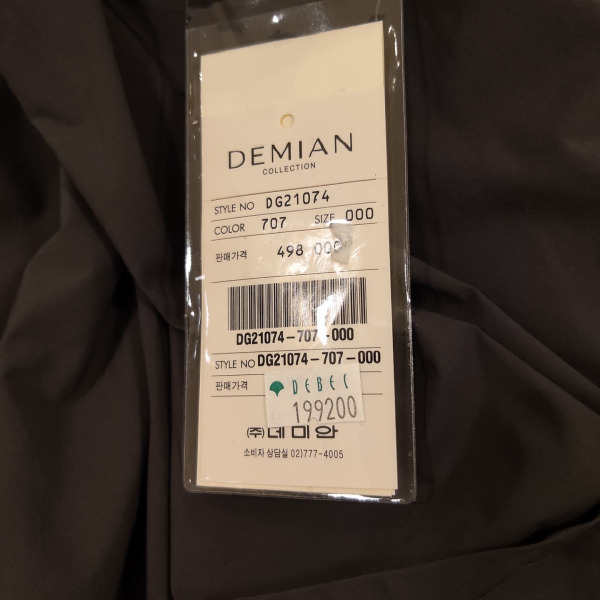 DEMIAN
COLLECTION
STYLE NO DG21074
COLOR 707 SIZE 000
판매가격 498 000
DG21074-707-000
STYLE NO DG21074-707-000
판매가격
DEBEC
199200
(주)데미안
소비자 상담실 02)777-4005